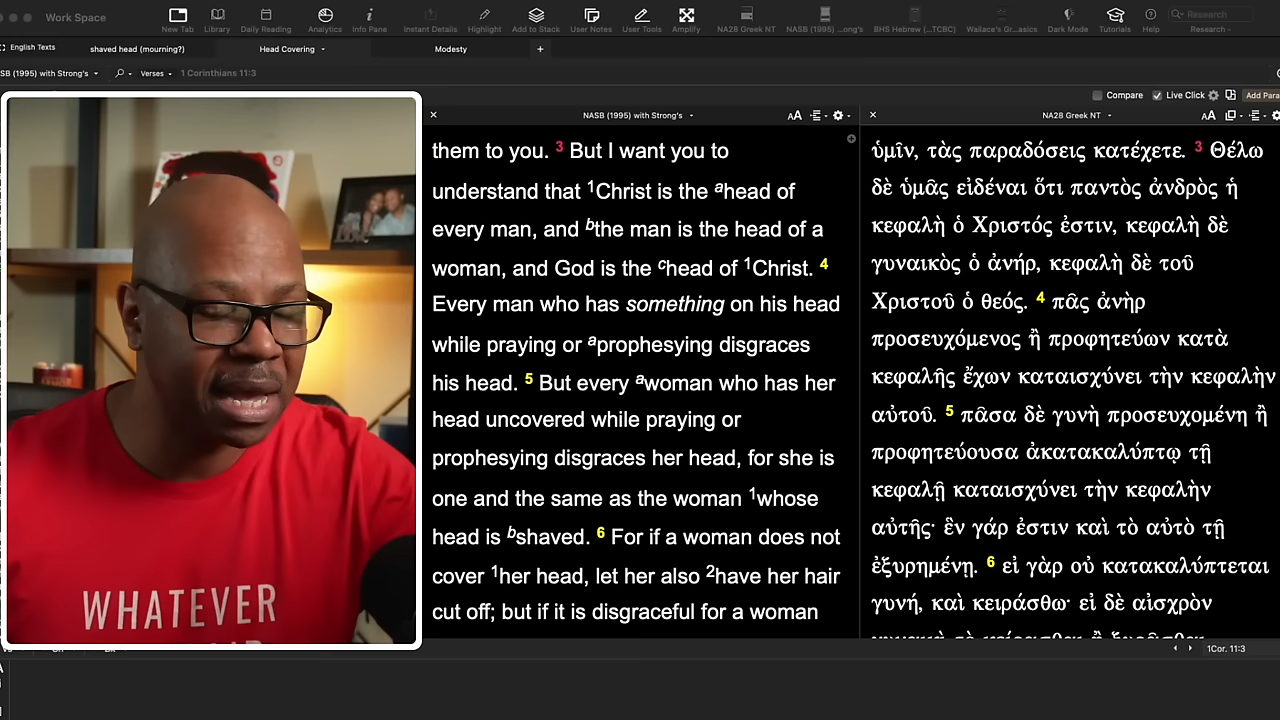 Work Space
New Tab Library Daily Reading Analytics Info Pane Instant Details Highlight Add to Stack User Notes User Tools Amplify NA28 Greek NT NASB (1995) ...ong's BHS Hebrew (...TCBC) Wallace's Gr...asics Dark Mode Tutorials Help Research
Research
English Texts shaved head (mourning?) Head Covering Modesty +
SB (1995) with Strong's Verses 1 Corinthians 11:3
Compare Live Click Add Para
NASB (1995) with Strong's
them to you. 3 But I want you to
understand that 1Christ is the ahead of
every man, and bthe man is the head of a
woman, and God is the chead of 1Christ. 4
Every man who has something on his head
while praying or aprophesying disgraces
his head. 5 But every awoman who has her
head uncovered while praying or
prophesying disgraces her head, for she is
one and the same as the woman 1whose
head is bshaved. 6 For if a woman does not
cover 1her head, let her also 2have her hair
cut off; but if it is disgraceful for a woman
NA28 Greek NT
ὑμῖν, τὰς παραδόσεις κατέχετε. 3 Θέλω
δὲ ὑμᾶς εἰδέναι ὅτι παντὸς ἀνδρὸς ἡ
κεφαλὴ ὁ Χριστός ἐστιν, κεφαλὴ δὲ
γυναικὸς ὁ ἀνήρ, κεφαλὴ δὲ τοῦ
Χριστοῦ ὁ θεός. 4 πᾶς ἀνὴρ
προσευχόμενος ἢ προφητεύων κατὰ
κεφαλῆς ἔχων καταισχύνει τὴν κεφαλὴν
αὐτοῦ. 5 πᾶσα δὲ γυνὴ προσευχομένη ἢ
προφητεύουσα ἀκατακαλύπτῳ τῇ
κεφαλῇ καταισχύνει τὴν κεφαλὴν
αὐτῆς· ἓν γάρ ἐστιν καὶ τὸ αὐτὸ τῇ
ἐξυρημένῃ. 6 εἰ γὰρ οὐ κατακαλύπτεται
γυνή, καὶ κειράσθω· εἰ δὲ αἰσχρὸν
WHATEVER
1Cor. 11:3